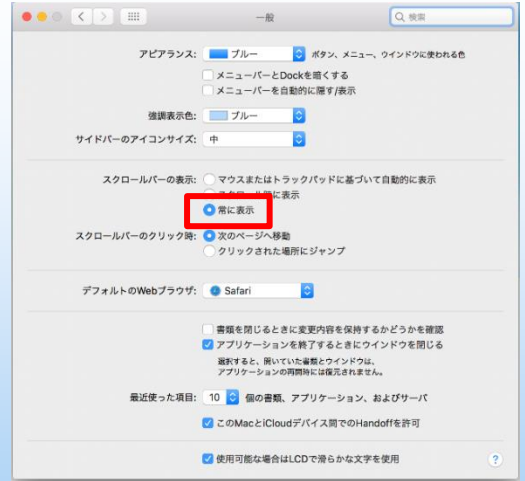 一般
検索
アピアランス: ブルー ボタン、メニュー、ウインドウに使われる色
メニューバーとDockを暗くする
メニューバーを自動的に隠す/表示
強調表示色: ブルー
サイドバーのアイコンサイズ: 中
スクロールバーの表示: マウスまたはトラックパッドに基づいて自動的に表示
スクロール時に表示
常に表示
スクロールバーのクリック時: 次のページへ移動
クリックされた場所にジャンプ
デフォルトのWebブラウザ: Safari
書類を閉じるときに変更内容を保持するかどうかを確認
アプリケーションを終了するときにウインドウを閉じる
選択すると、開いていた書類とウインドウは、
アプリケーションの再開時には復元されません。
最近使った項目: 10 個の書類、アプリケーション、およびサーバ
このMacとiCloudデバイス間でのHandoffを許可
使用可能な場合はLCDで滑らかな文字を使用 ?